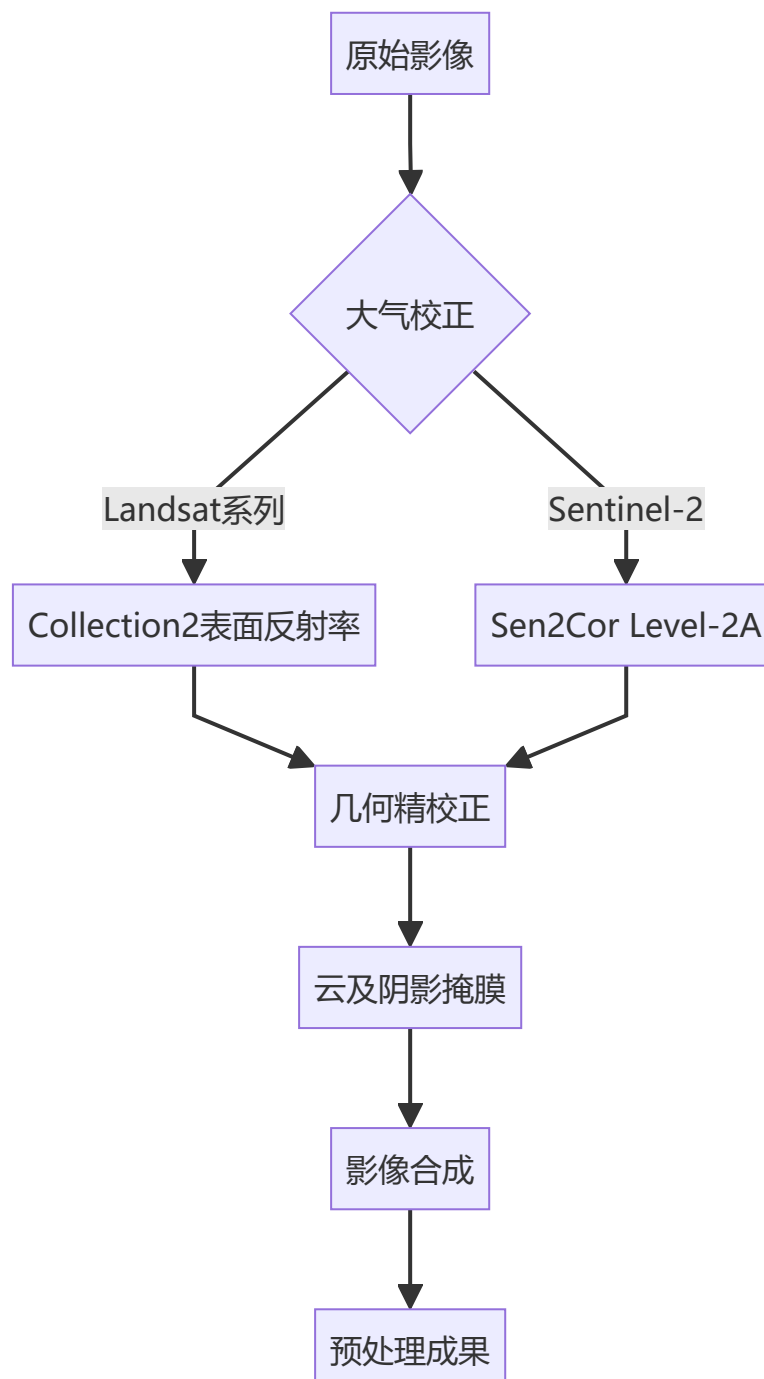 原始影像
大气校正
Landsat系列
Sentinel-2
Collection2表面反射率
Sen2Cor Level-2A
几何精校正
云及阴影掩膜
影像合成
预处理成果